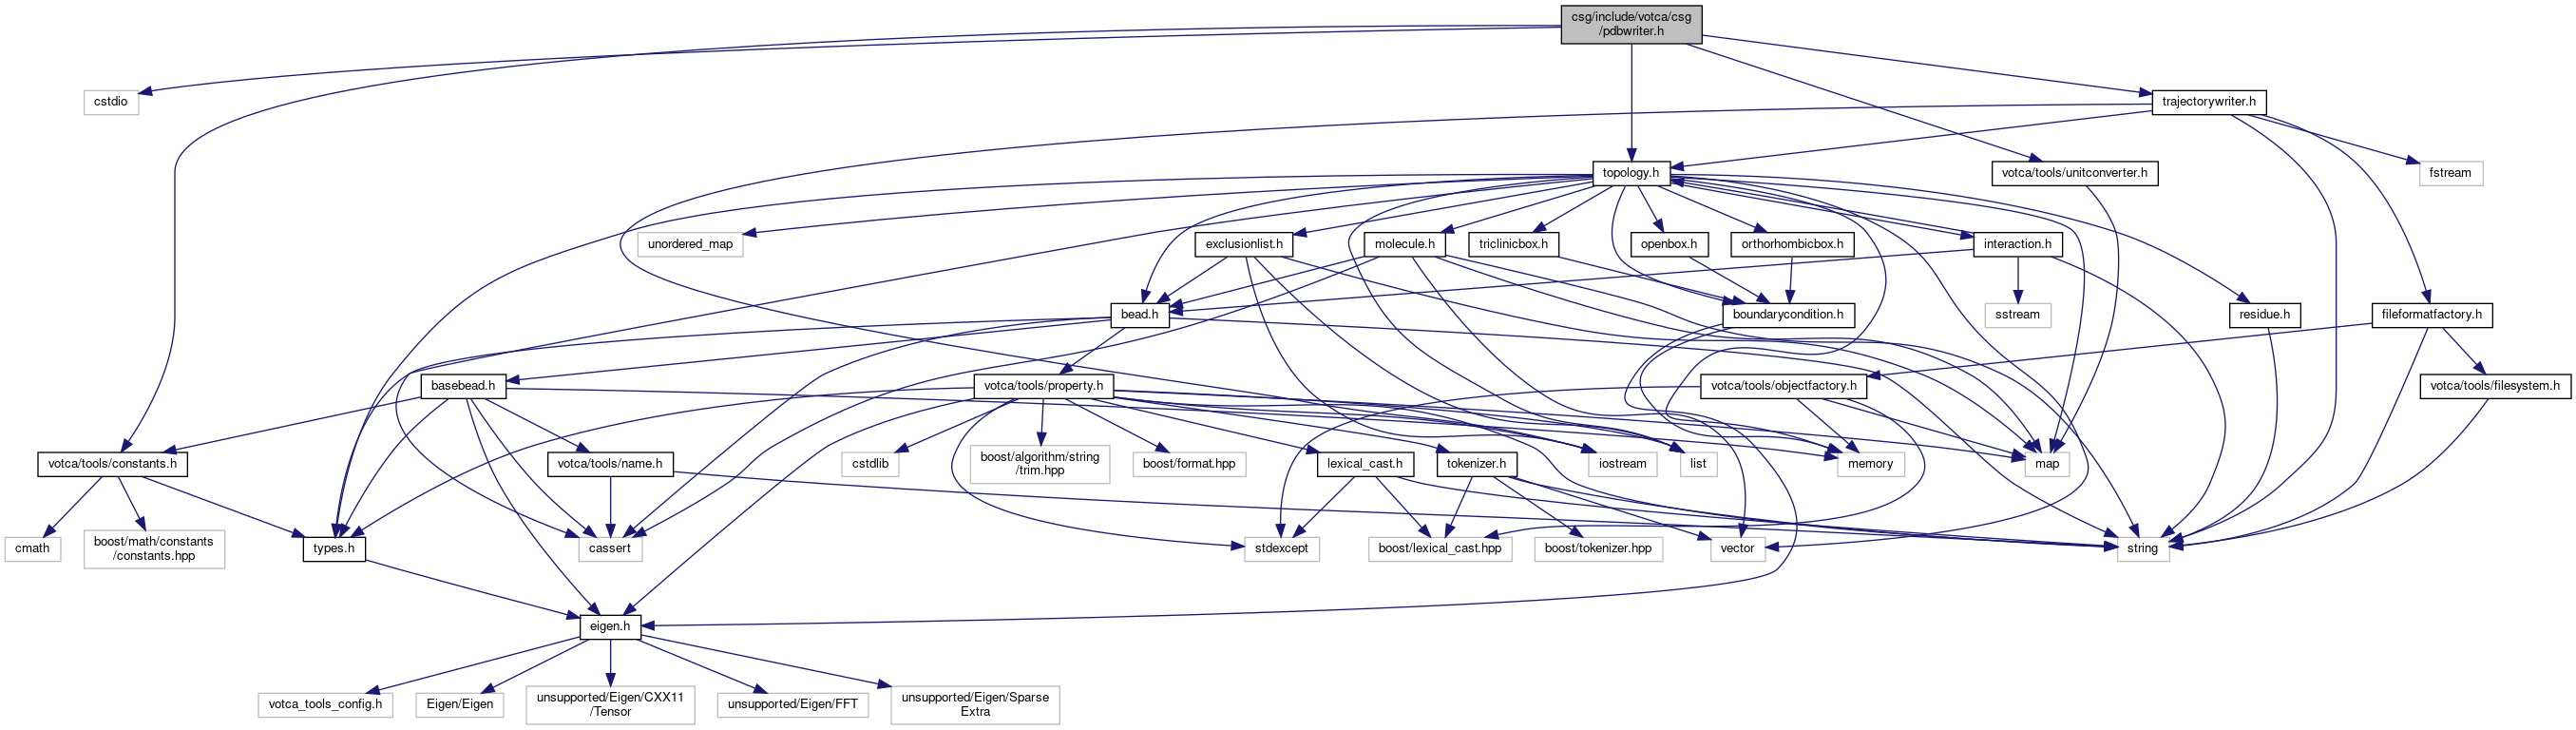 csg/include/votca/csg
/pdbwriter.h
cstdio
trajectorywriter.h
topology.h
votca/tools/unitconverter.h
fstream
unordered_map
exclusionlist.h
molecule.h
triclinicbox.h
openbox.h
orthorhombicbox.h
interaction.h
bead.h
boundarycondition.h
sstream
residue.h
fileformatfactory.h
basebead.h
votca/tools/property.h
votca/tools/objectfactory.h
votca/tools/filesystem.h
votca/tools/constants.h
votca/tools/name.h
cstdlib
boost/algorithm/string
/trim.hpp
boost/format.hpp
lexical_cast.h
tokenizer.h
iostream
list
memory
map
cmath
boost/math/constants
/constants.hpp
types.h
cassert
stdexcept
boost/lexical_cast.hpp
boost/tokenizer.hpp
vector
string
eigen.h
votca_tools_config.h
Eigen/Eigen
unsupported/Eigen/CXX11
/Tensor
unsupported/Eigen/FFT
unsupported/Eigen/Sparse
Extra